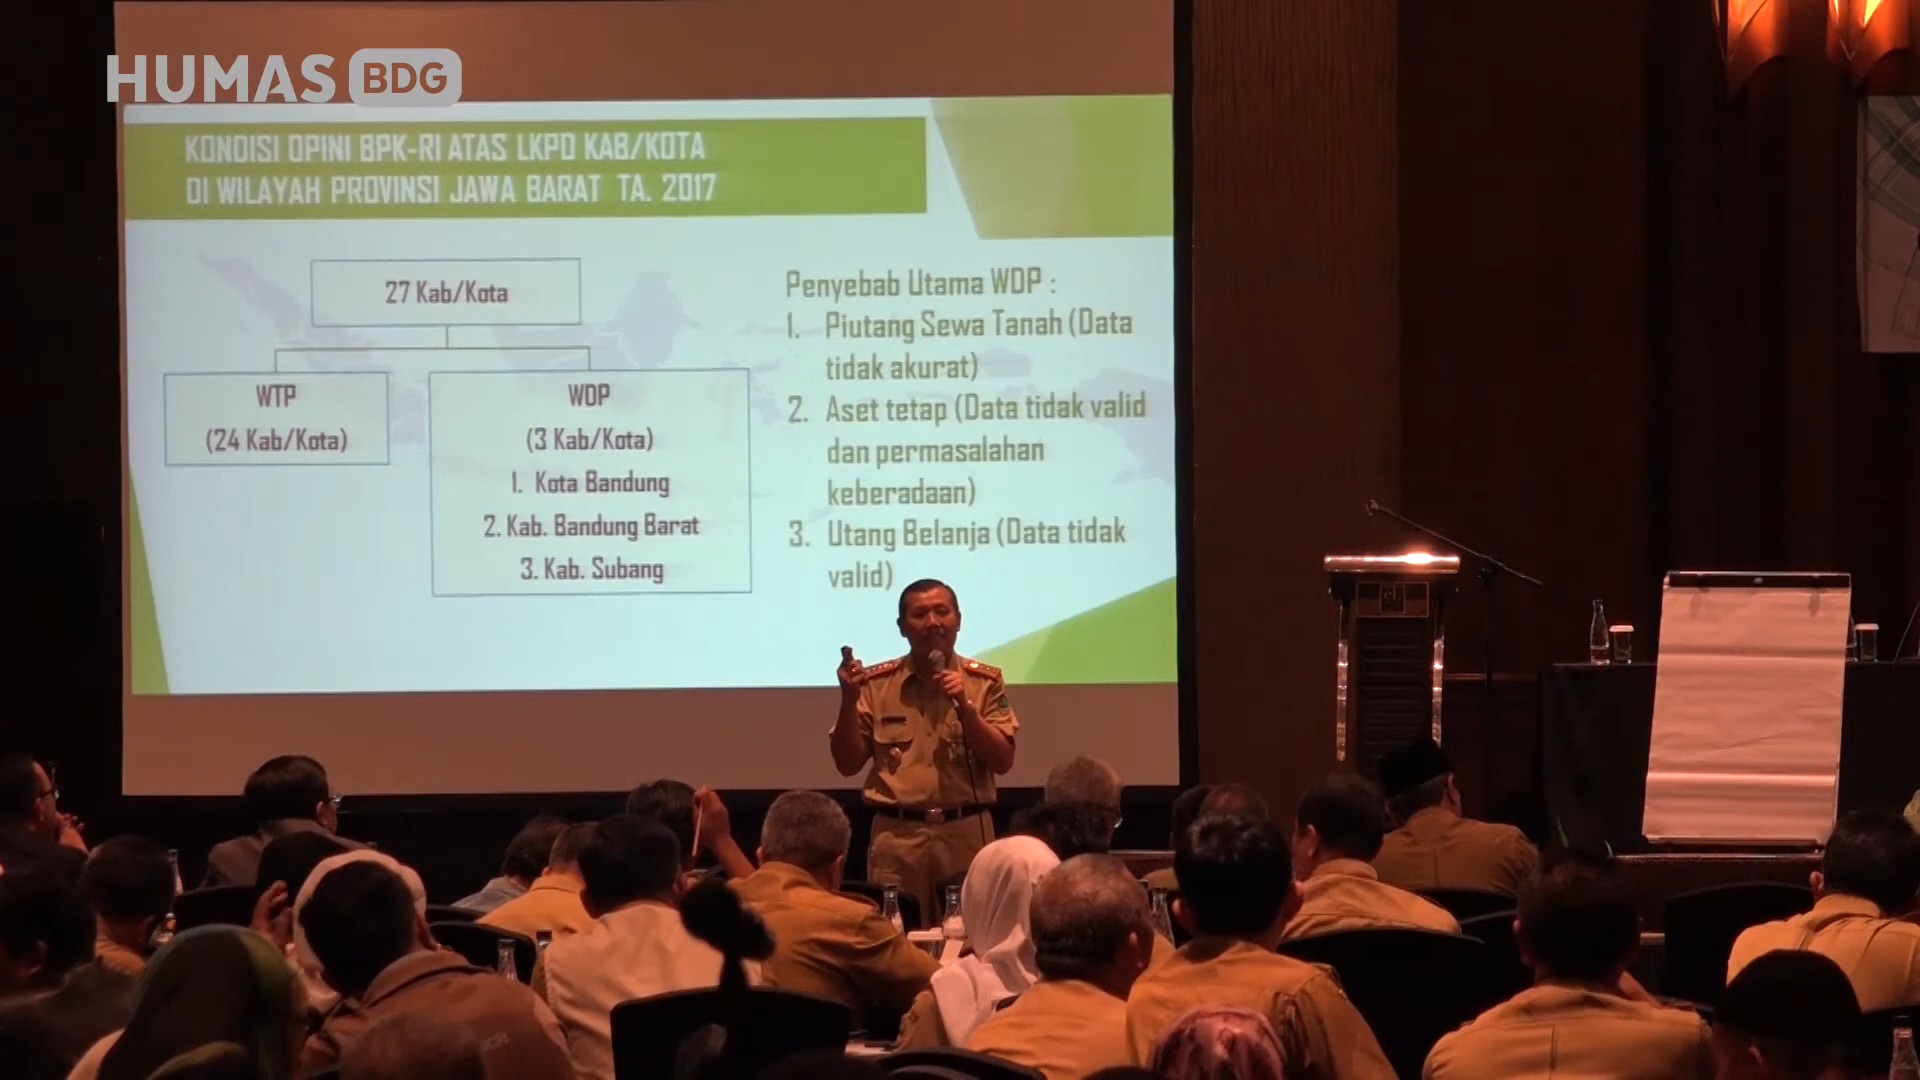 HUMAS BDG
KONDISI OPINI BPK-RI ATAS LKPD KAB/KOTA
DI WILAYAH PROVINSI JAWA BARAT TA. 2017
27 Kab/Kota
WTP
(24 Kab/Kota)
WDP
(3 Kab/Kota)
1. Kota Bandung
2. Kab. Bandung Barat
3. Kab. Subang
Penyebab Utama WDP :
1. Piutang Sewa Tanah (Data
tidak akurat)
2. Aset tetap (Data tidak valid
dan permasalahan
keberadaan)
3. Utang Belanja (Data tidak
valid)